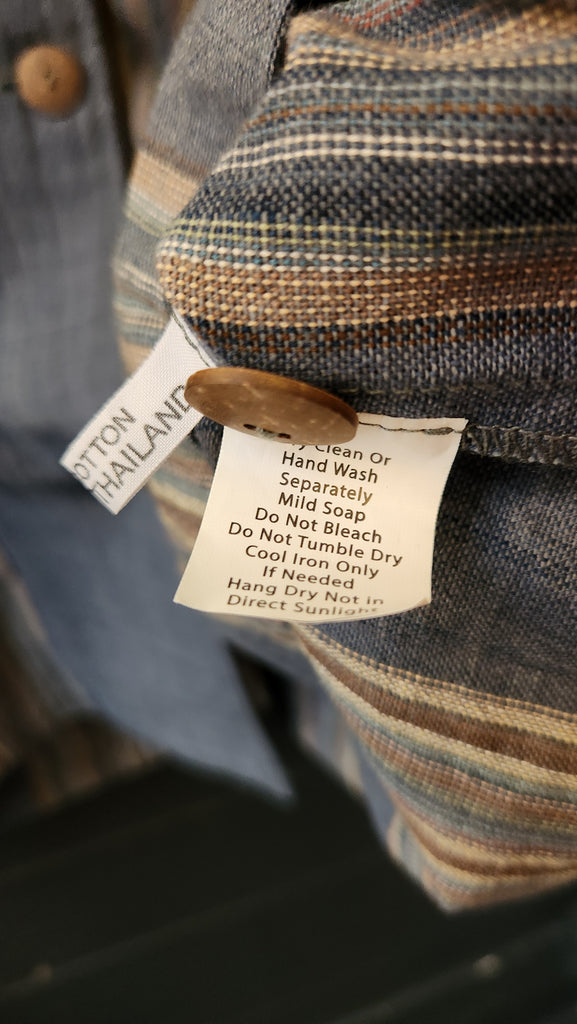 OTTON
HAILAND
y Clean Or
Hand Wash
Separately
Mild Soap
Do Not Bleach
Do Not Tumble Dry
Cool Iron Only
If Needed
Hang Dry Not in
Direct Sunlight